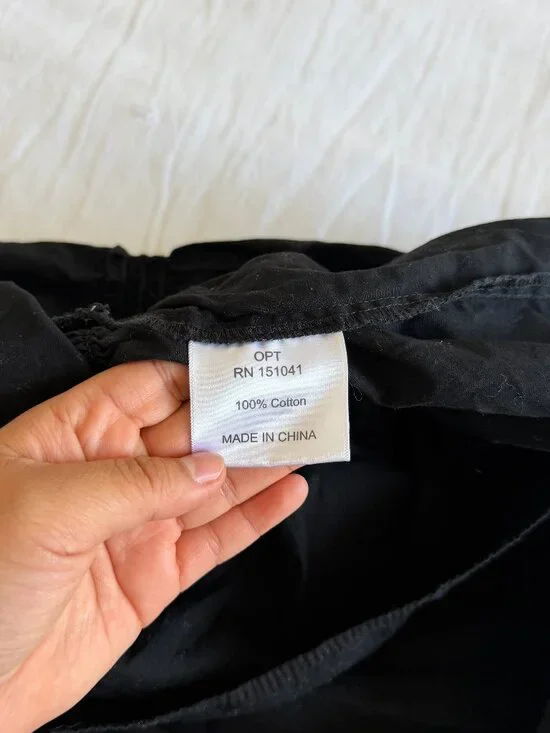 OPT
RN 151041
100% Cotton
MADE IN CHINA